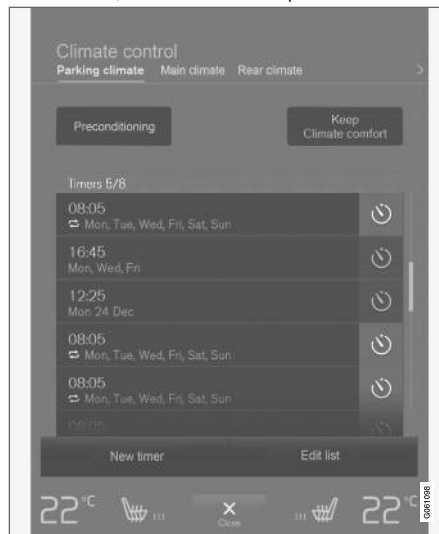 Climate control
Parking climate Main climate Rear climate
Preconditioning
Keep
Climate comfort
Timers 5/8
08:05
Mon, Tue, Wed, Fri, Sat, Sun
16:45
Mon, Wed, Fri
12:25
Mon 24 Dec
08:05
Mon, Tue, Wed, Fri, Sat, Sun
08:05
Mon, Tue, Wed, Fri, Sat, Sun
08:05
New timer Edit list
22°C 22°C
Close
G061098